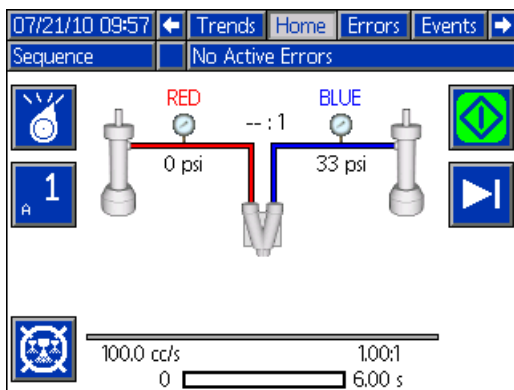 07/21/10 09:57 Trends Home Errors Events
Sequence No Active Errors
RED BLUE
-- : 1
0 psi 33 psi
A 1
100.0 cc/s 1.00:1
0 6.00 s